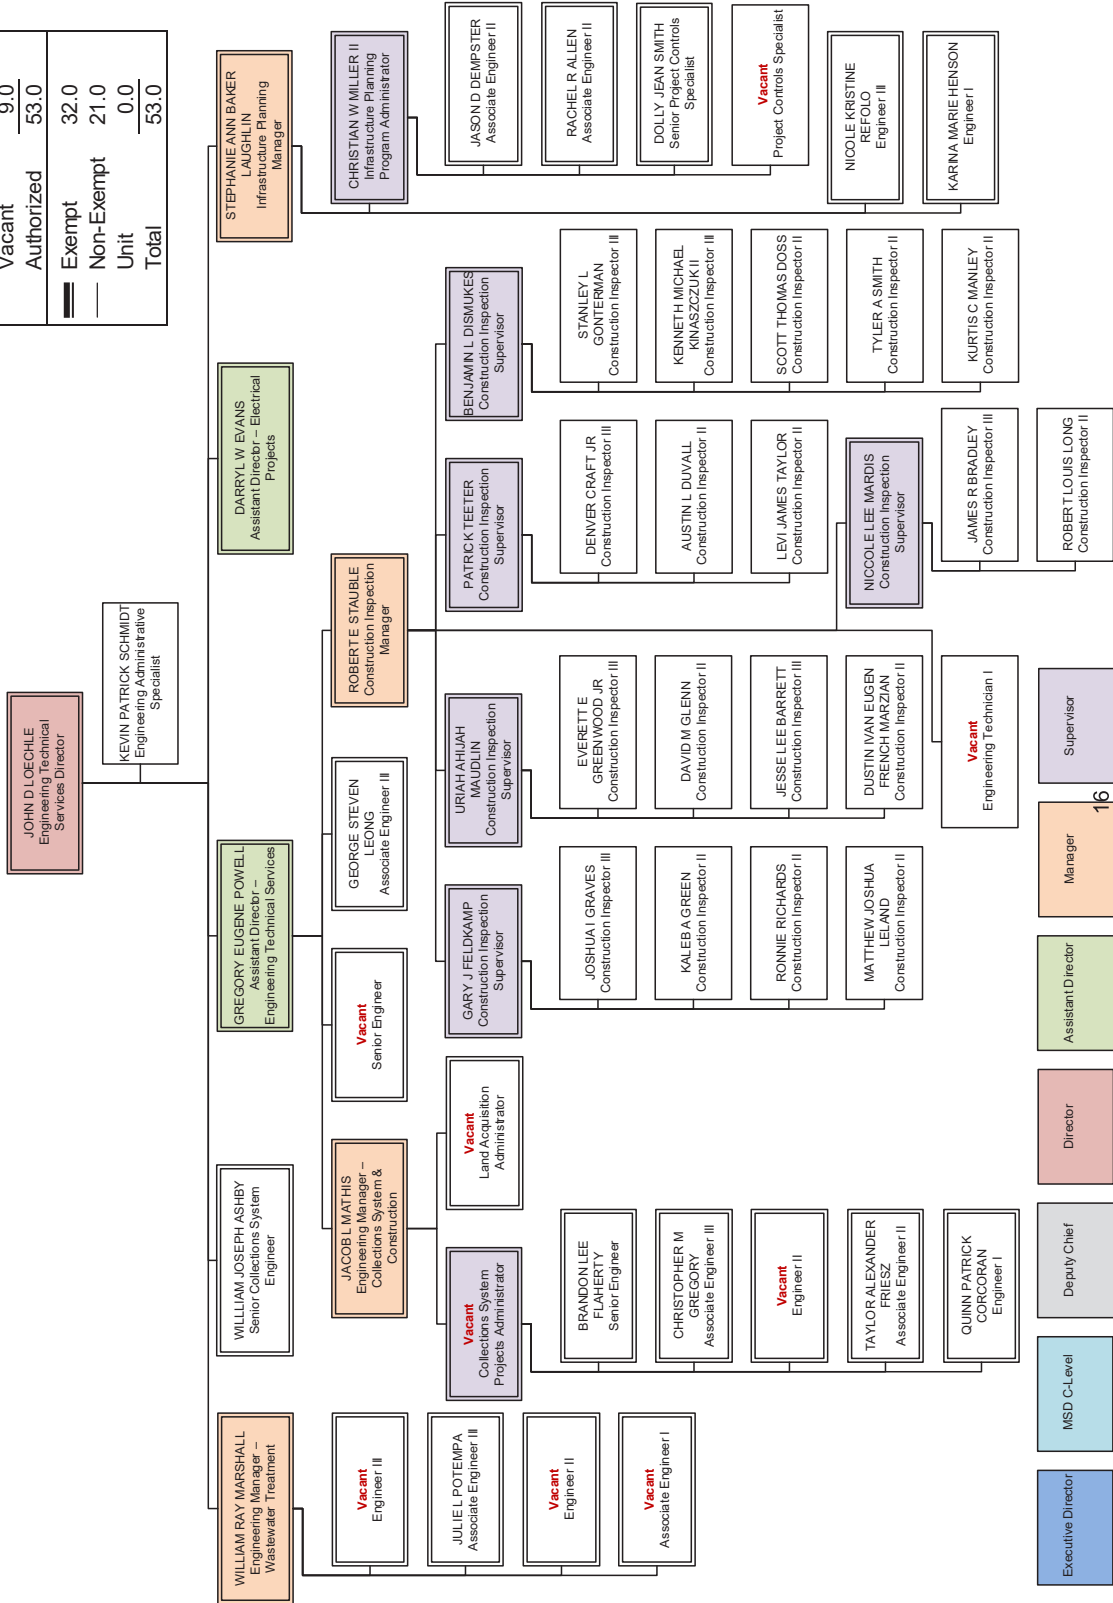 Vacant 9.0
Authorized 53.0
Exempt 32.0
Non-Exempt 21.0
Unit 0.0
Total 53.0
JOHN D LOECHLE
Engineering Technical
Services Director
KEVIN PATRICK SCHMIDT
Engineering Administrative
Specialist
WILLIAM RAY MARSHALL
Engineering Manager –
Wastewater Treatment
WILLIAM JOSEPH ASHBY
Senior Collections System
Engineer
GREGORY EUGENE POWELL
Assistant Director –
Engineering Technical Services
DARRYL W EVANS
Assistant Director – Electrical
Projects
STEPHANIE ANN BAKER
LAUGHLIN
Infrastructure Planning
Manager
Vacant
Engineer III
JULIE L POTEMPA
Associate Engineer III
Vacant
Engineer II
Vacant
Associate Engineer I
JACOB L MATHIS
Engineering Manager –
Collections System &
Construction
Vacant
Senior Engineer
GEORGE STEVEN
LEONG
Associate Engineer III
ROBERT E STAUBLE
Construction Inspection
Manager
CHRISTIAN W MILLER II
Infrastructure Planning
Program Administrator
Vacant
Collections System
Projects Administrator
Vacant
Land Acquisition
Administrator
BRANDON LEE
FLAHERTY
Senior Engineer
CHRISTOPHER M
GREGORY
Associate Engineer III
Vacant
Engineer II
TAYLOR ALEXANDER
FRIESZ
Associate Engineer II
QUINN PATRICK
CORCORAN
Engineer I
GARY J FELDKAMP
Construction Inspection
Supervisor
JOSHUA I GRAVES
Construction Inspector III
KALEB A GREEN
Construction Inspector II
RONNIE RICHARDS
Construction Inspector II
MATTHEW JOSHUA
LELAND
Construction Inspector II
URIAH AHIJAH
MAUDLIN
Construction Inspection
Supervisor
EVERETT E
GREENWOOD JR
Construction Inspector III
DAVID M GLENN
Construction Inspector II
JESSE LEE BARRETT
Construction Inspector III
DUSTIN IVAN EUGEN
FRENCH MARZIAN
Construction Inspector II
Vacant
Engineering Technician I
PATRICK TEETER
Construction Inspection
Supervisor
DENVER CRAFT JR
Construction Inspector III
AUSTIN L DUVALL
Construction Inspector II
LEVI JAMES TAYLOR
Construction Inspector II
NICCOLE LEE MARDIS
Construction Inspection
Supervisor
JAMES R BRADLEY
Construction Inspector III
ROBERT LOUIS LONG
Construction Inspector II
BENJAMIN L DISMUKES
Construction Inspection
Supervisor
STANLEY L
GONTERMAN
Construction Inspector III
KENNETH MICHAEL
KINASZCZUK II
Construction Inspector III
SCOTT THOMAS DOSS
Construction Inspector II
TYLER A SMITH
Construction Inspector II
KURTIS C MANLEY
Construction Inspector II
JASON D DEMPSTER
Associate Engineer II
RACHEL R ALLEN
Associate Engineer II
DOLLY JEAN SMITH
Senior Project Controls
Specialist
Vacant
Project Controls Specialist
NICOLE KRISTINE
REFOLO
Engineer III
KARINA MARIE HENSON
Engineer I
Executive Director
MSD C-Level
Deputy Chief
Director
Assistant Director
Manager
Supervisor
16